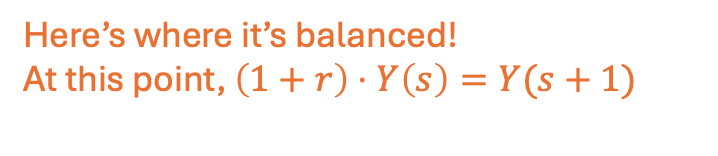 Here’s where it’s balanced!
At this point, (1 + r) · Y(s) = Y(s + 1)